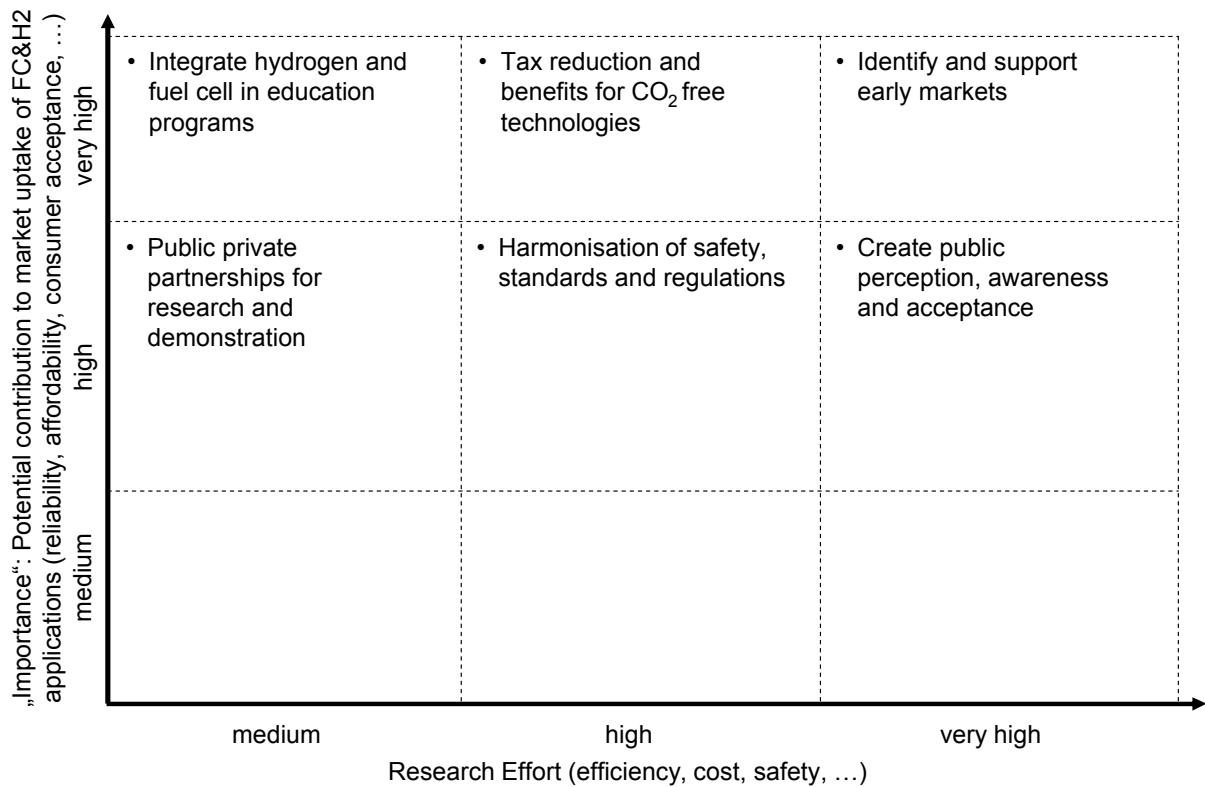 „Importance“: Potential contribution to market uptake of FC&H2
applications (reliability, affordability, consumer acceptance, …)
very high
high
medium
• Integrate hydrogen and
fuel cell in education
programs
• Tax reduction and
benefits for CO2 free
technologies
• Identify and support
early markets
• Public private
partnerships for
research and
demonstration
• Harmonisation of safety,
standards and regulations
• Create public
perception, awareness
and acceptance
medium
high
very high
Research Effort (efficiency, cost, safety, …)